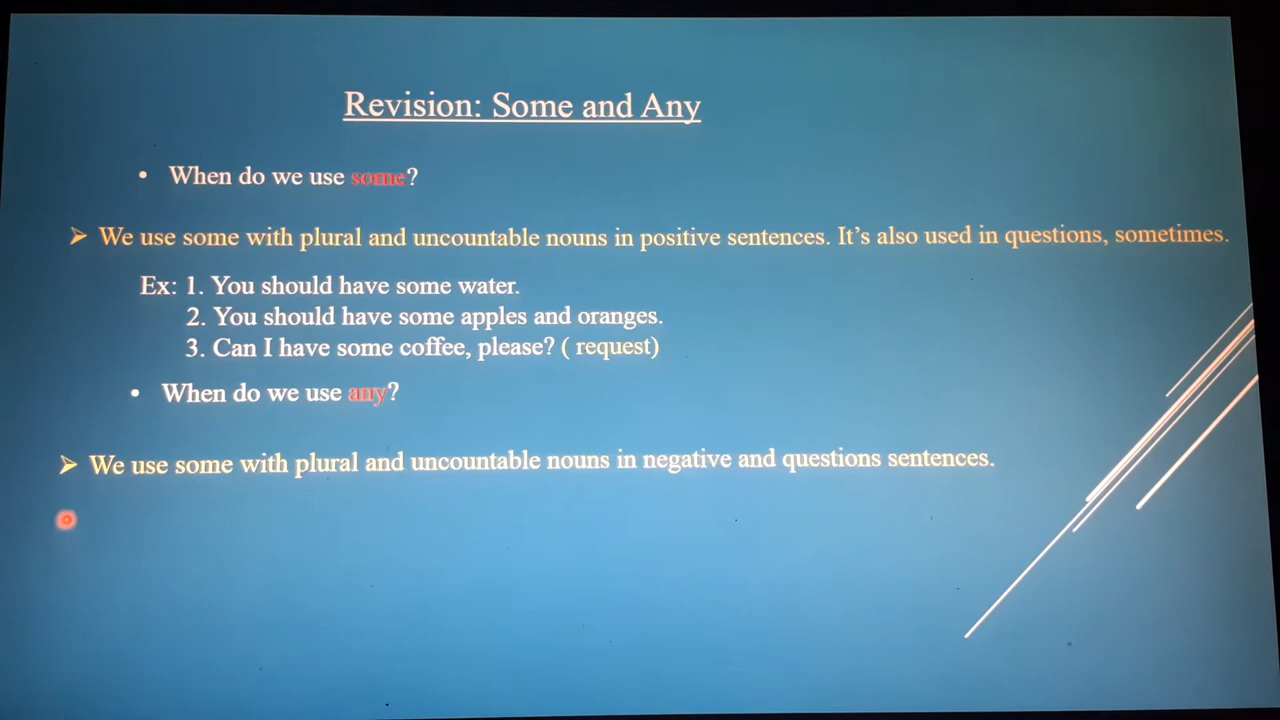 Revision: Some and Any
• When do we use some?
➢ We use some with plural and uncountable nouns in positive sentences. It's also used in questions, sometimes.
Ex: 1. You should have some water.
2. You should have some apples and oranges.
3. Can I have some coffee, please? ( request)
• When do we use any?
➢ We use some with plural and uncountable nouns in negative and questions sentences.